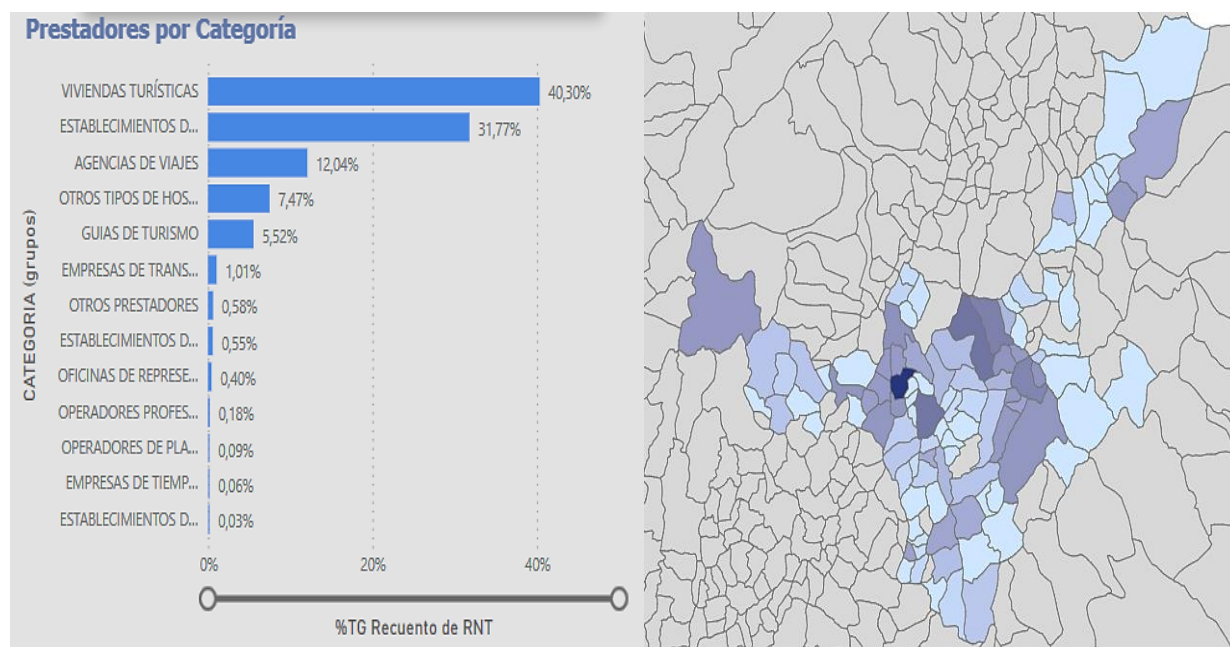 Prestadores por Categoría
CATEGORIA (grupos)
VIVIENDAS TURÍSTICAS 40,30%
ESTABLECIMIENTOS D... 31,77%
AGENCIAS DE VIAJES 12,04%
OTROS TIPOS DE HOS... 7,47%
GUIAS DE TURISMO 5,52%
EMPRESAS DE TRANS... 1,01%
OTROS PRESTADORES 0,58%
ESTABLECIMIENTOS D... 0,55%
OFICINAS DE REPRESE... 0,40%
OPERADORES PROFES... 0,18%
OPERADORES DE PLA... 0,09%
EMPRESAS DE TIEMP... 0,06%
ESTABLECIMIENTOS D... 0,03%
0% 20% 40%
%TG Recuento de RNT